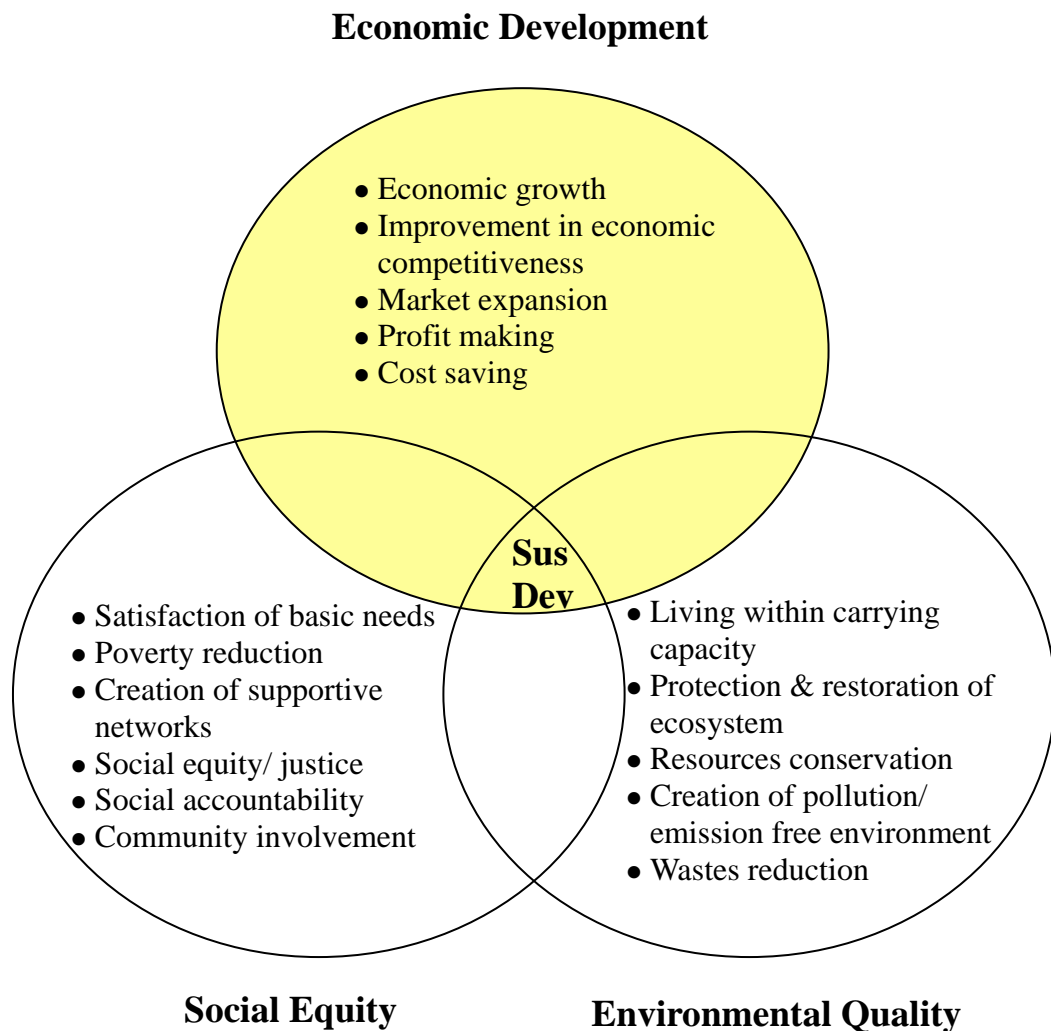 Economic Development
● Economic growth
● Improvement in economic
competitiveness
● Market expansion
● Profit making
● Cost saving
Sus
Dev
● Satisfaction of basic needs
● Poverty reduction
● Creation of supportive
networks
● Social equity/ justice
● Social accountability
● Community involvement
● Living within carrying
capacity
● Protection & restoration of
ecosystem
● Resources conservation
● Creation of pollution/
emission free environment
● Wastes reduction
Social Equity
Environmental Quality